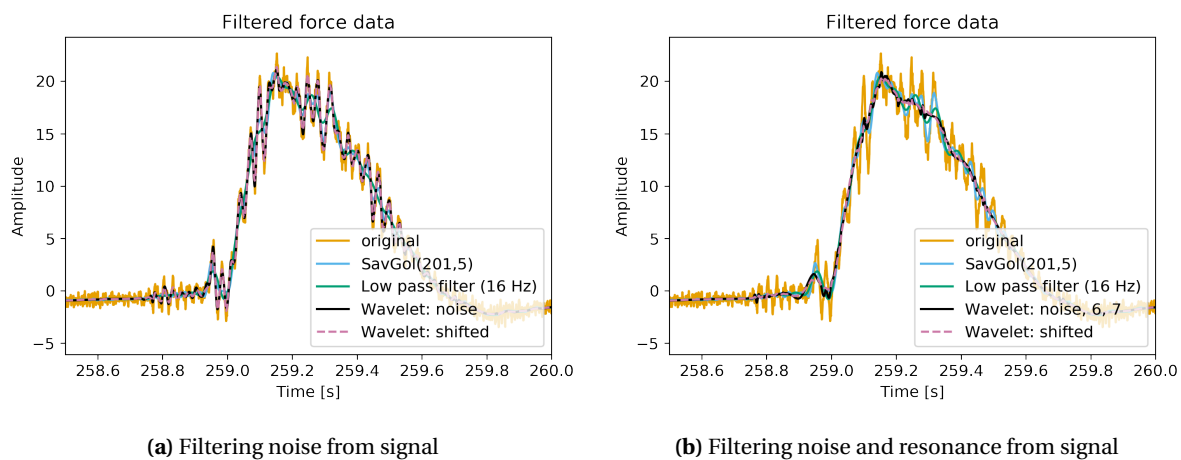 Filtered force data
Amplitude
20
15
10
5
0
−5
original
SavGol(201,5)
Low pass filter (16 Hz)
Wavelet: noise
Wavelet: shifted
258.6 258.8 259.0 259.2 259.4 259.6 259.8 260.0
Time [s]
(a) Filtering noise from signal
Filtered force data
Amplitude
20
15
10
5
0
−5
original
SavGol(201,5)
Low pass filter (16 Hz)
Wavelet: noise, 6, 7
Wavelet: shifted
258.6 258.8 259.0 259.2 259.4 259.6 259.8 260.0
Time [s]
(b) Filtering noise and resonance from signal